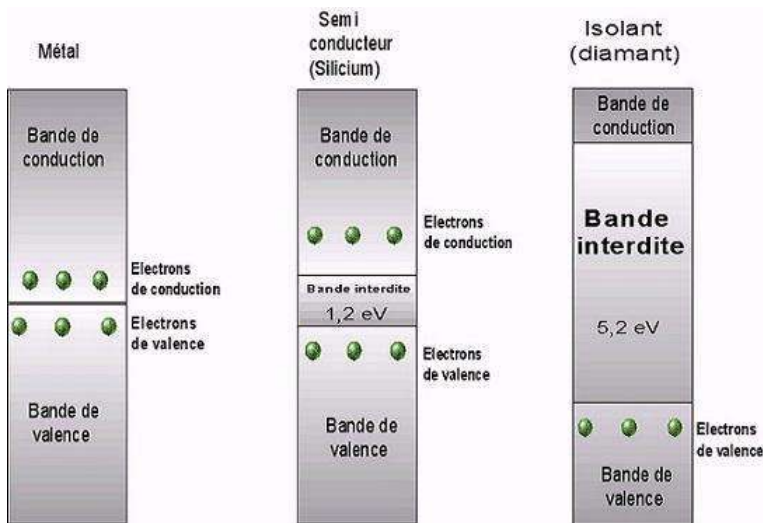 Métal
Bande de
conduction
Electrons
de conduction
Electrons
de valence
Bande de
valence
Semi
conducteur
(Silicium)
Bande de
conduction
Electrons
de conduction
Bande interdite
1,2 eV
Electrons
de valence
Bande de
valence
Isolant
(diamant)
Bande de
conduction
Bande
interdite
5,2 eV
Electrons
de valence
Bande de
valence